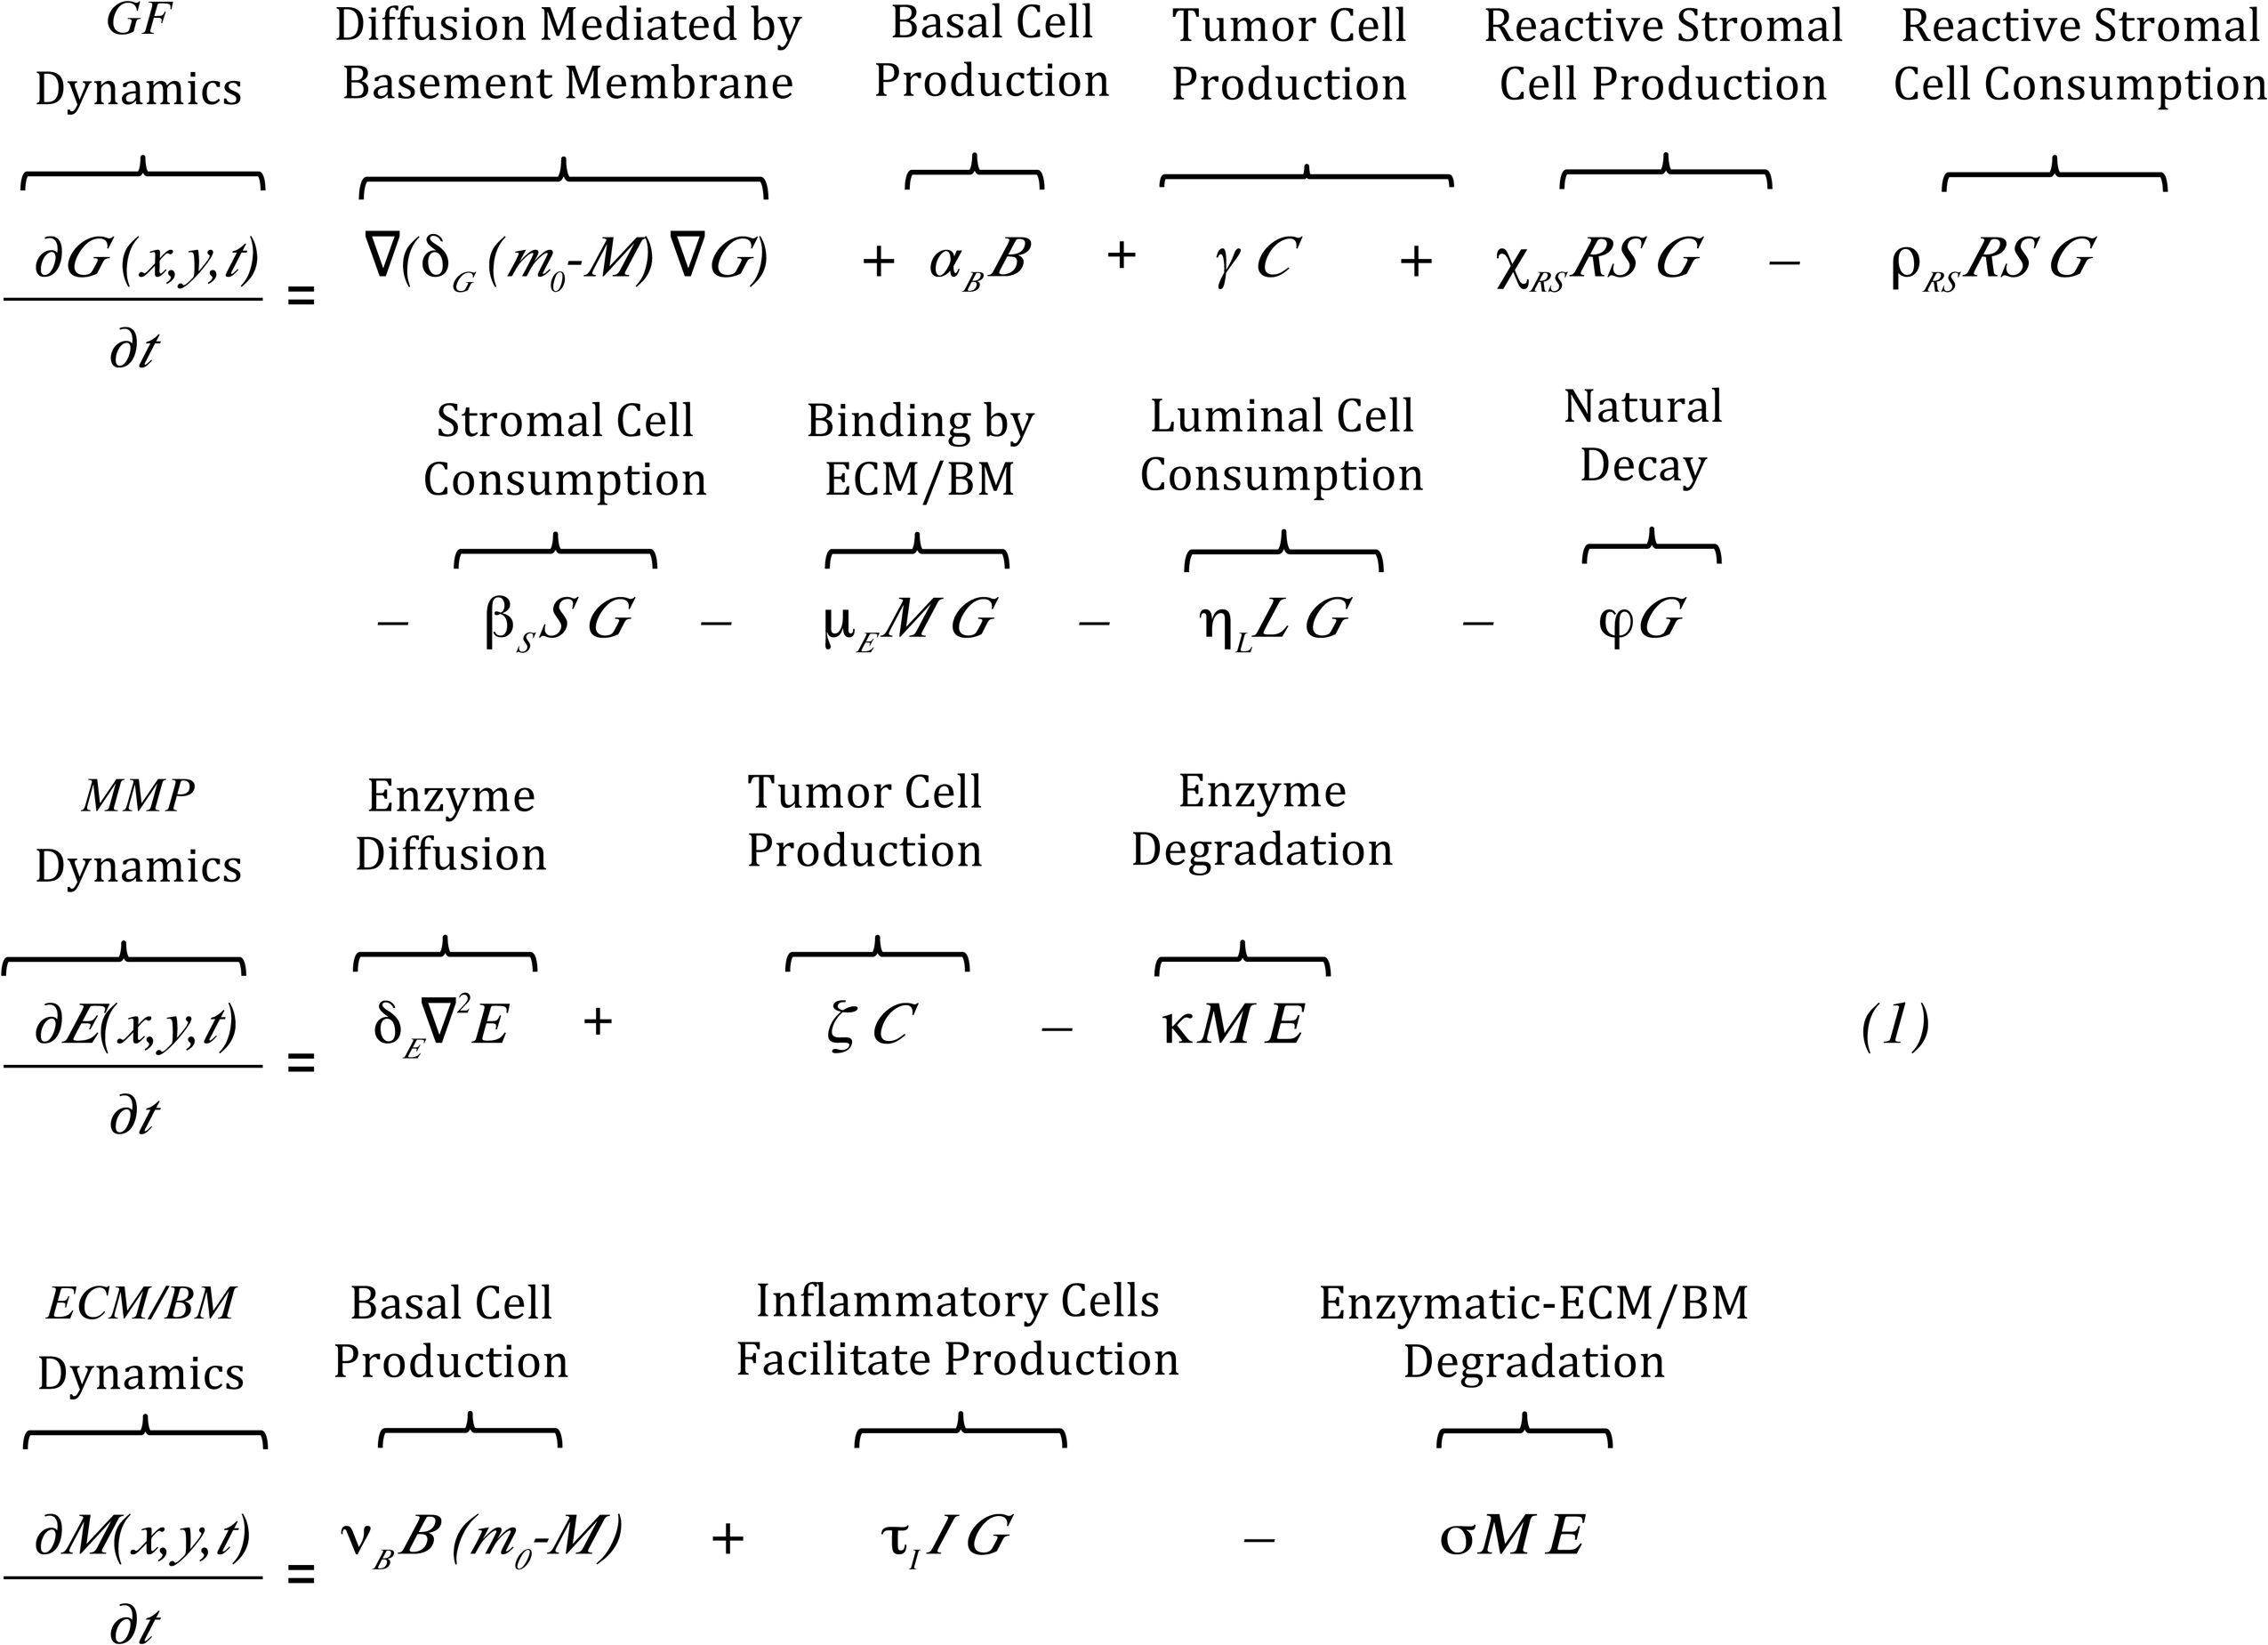 GF Dynamics
Diffusion Mediated by Basement Membrane
Basal Cell Production
Tumor Cell Production
Reactive Stromal Cell Production
Reactive Stromal Cell Consumption
∂G(x,y,t)/∂t = ∇(δ_G(m_0-M)∇G) + α_B B + γC + χ_RS RSG − ρ_RS RSG
Stromal Cell Consumption
Binding by ECM/BM
Luminal Cell Consumption
Natural Decay
− β_S SG − μ_E MG − η_L LG − φG
MMP Dynamics
Enzyme Diffusion
Tumor Cell Production
Enzyme Degradation
∂E(x,y,t)/∂t = δ_E ∇²E + ζC − κME (1)
ECM/BM Dynamics
Basal Cell Production
Inflammatory Cells Facilitate Production
Enzymatic-ECM/BM Degradation
∂M(x,y,t)/∂t = ν_B B(m_0-M) + τ_I IG − σME